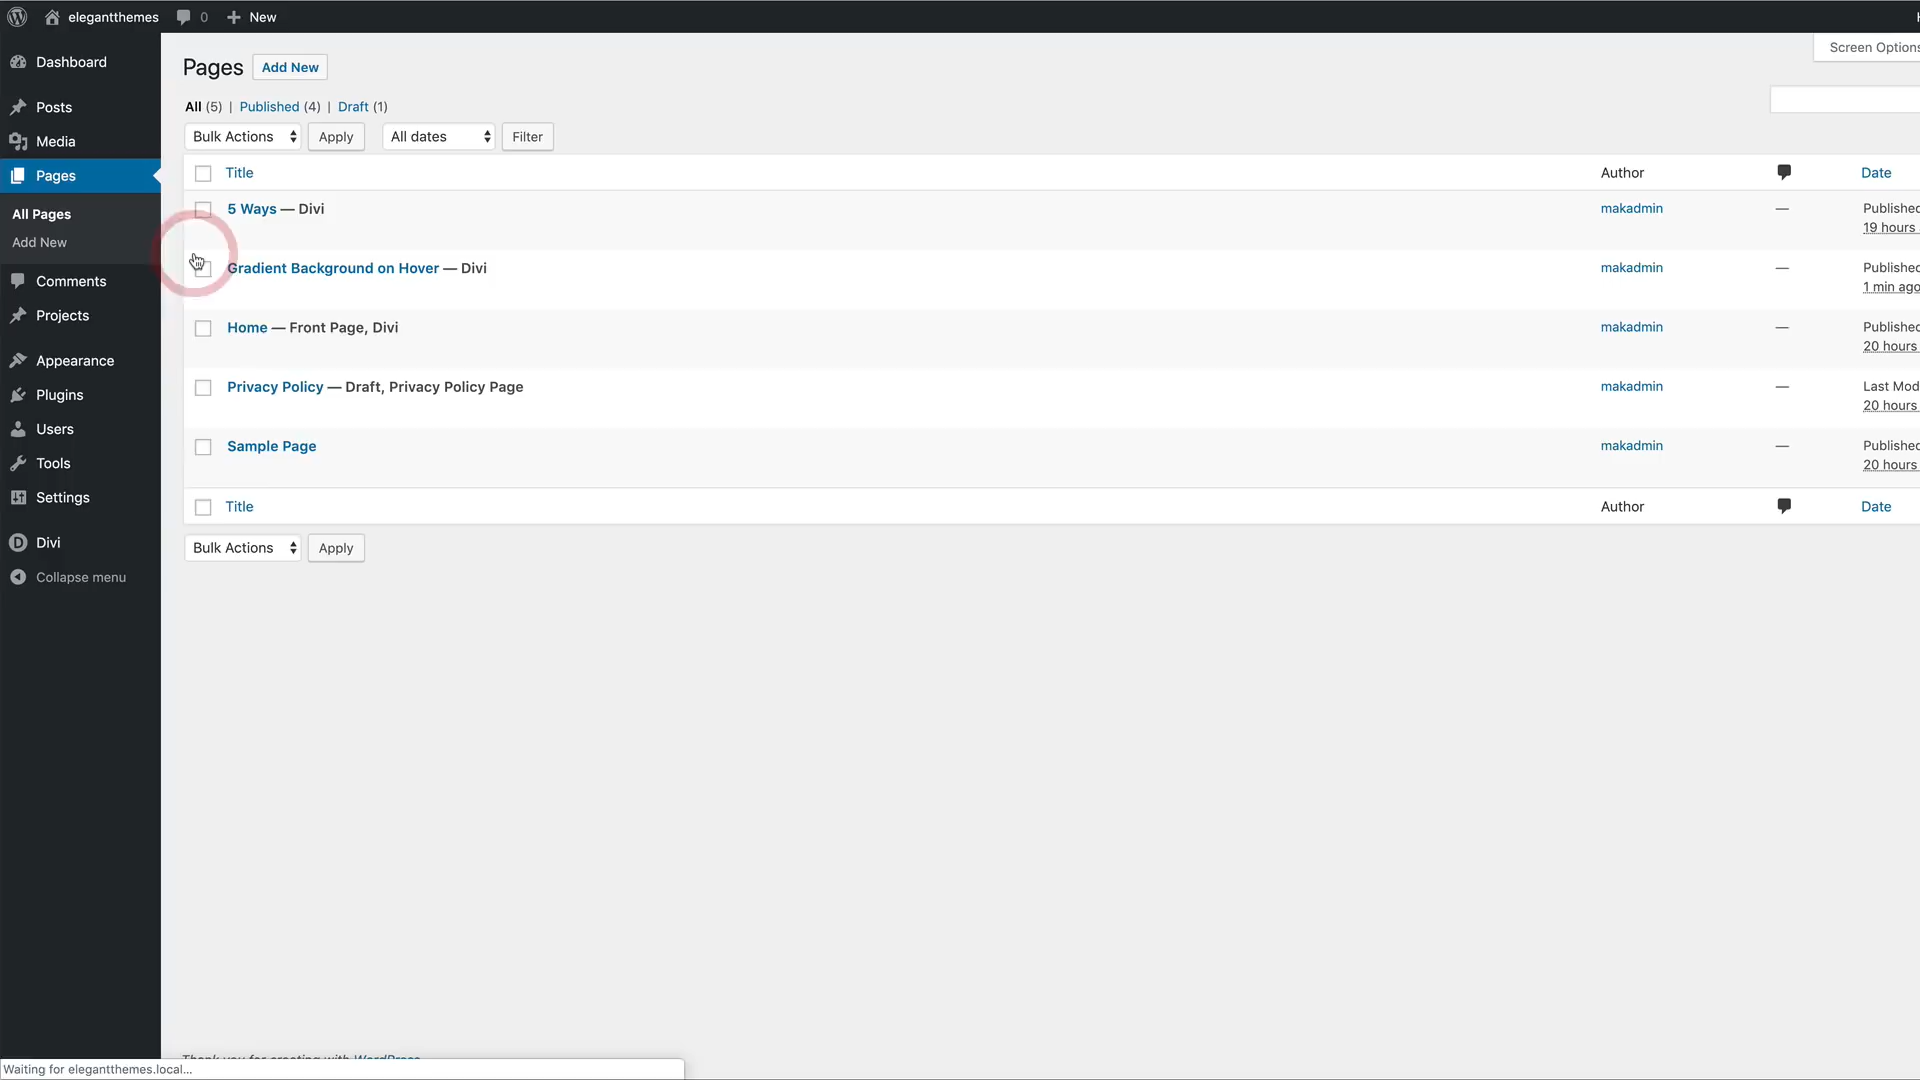 elegantthemes 0 New
Screen Options
Dashboard
Posts
Media
Pages
All Pages
Add New
Comments
Projects
Appearance
Plugins
Users
Tools
Settings
Divi
Collapse menu
Pages Add New
All (5) | Published (4) | Draft (1)
Bulk Actions Apply All dates Filter
Title Author Date
5 Ways — Divi makadmin — Published
19 hours
Gradient Background on Hover — Divi makadmin — Published
1 min ago
Home — Front Page, Divi makadmin — Published
20 hours
Privacy Policy — Draft, Privacy Policy Page makadmin — Last Mod
20 hours
Sample Page makadmin — Published
20 hours
Title Author Date
Bulk Actions Apply
Thank you for creating with WordPress
Waiting for elegantthemes.local...